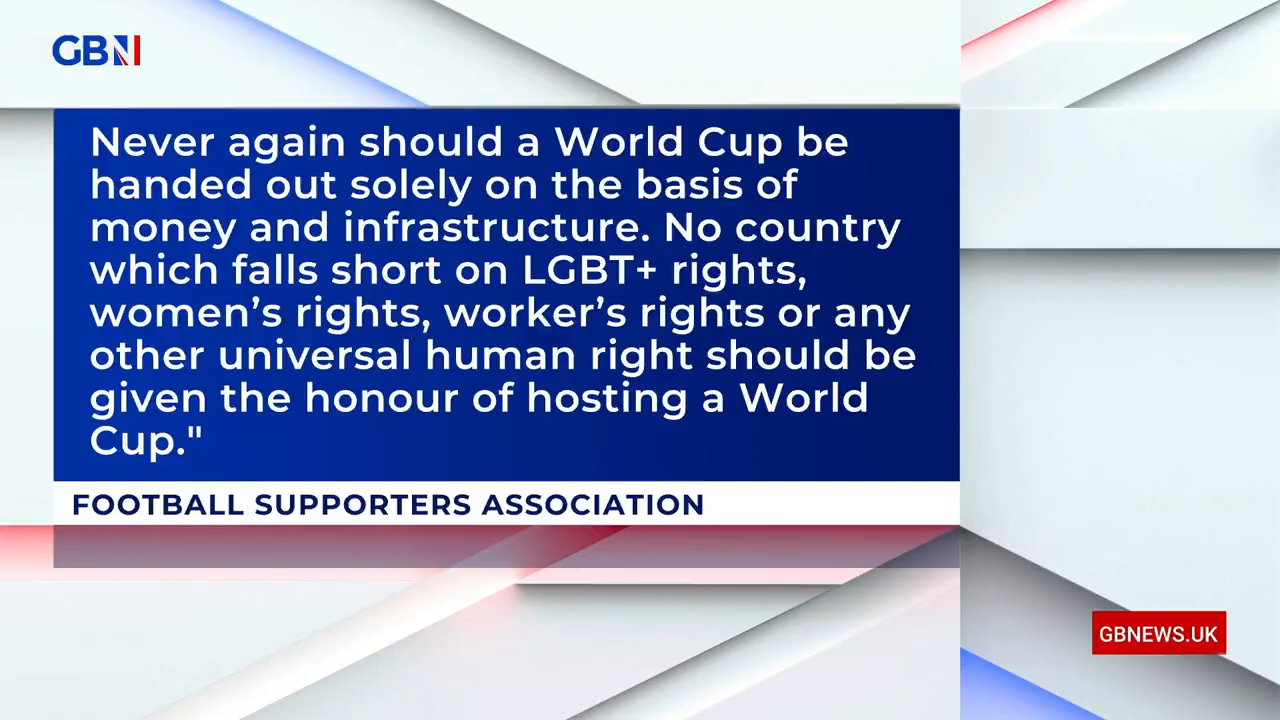 GBN
Never again should a World Cup be
handed out solely on the basis of
money and infrastructure. No country
which falls short on LGBT+ rights,
women’s rights, worker’s rights or any
other universal human right should be
given the honour of hosting a World
Cup."
FOOTBALL SUPPORTERS ASSOCIATION
GBNEWS.UK